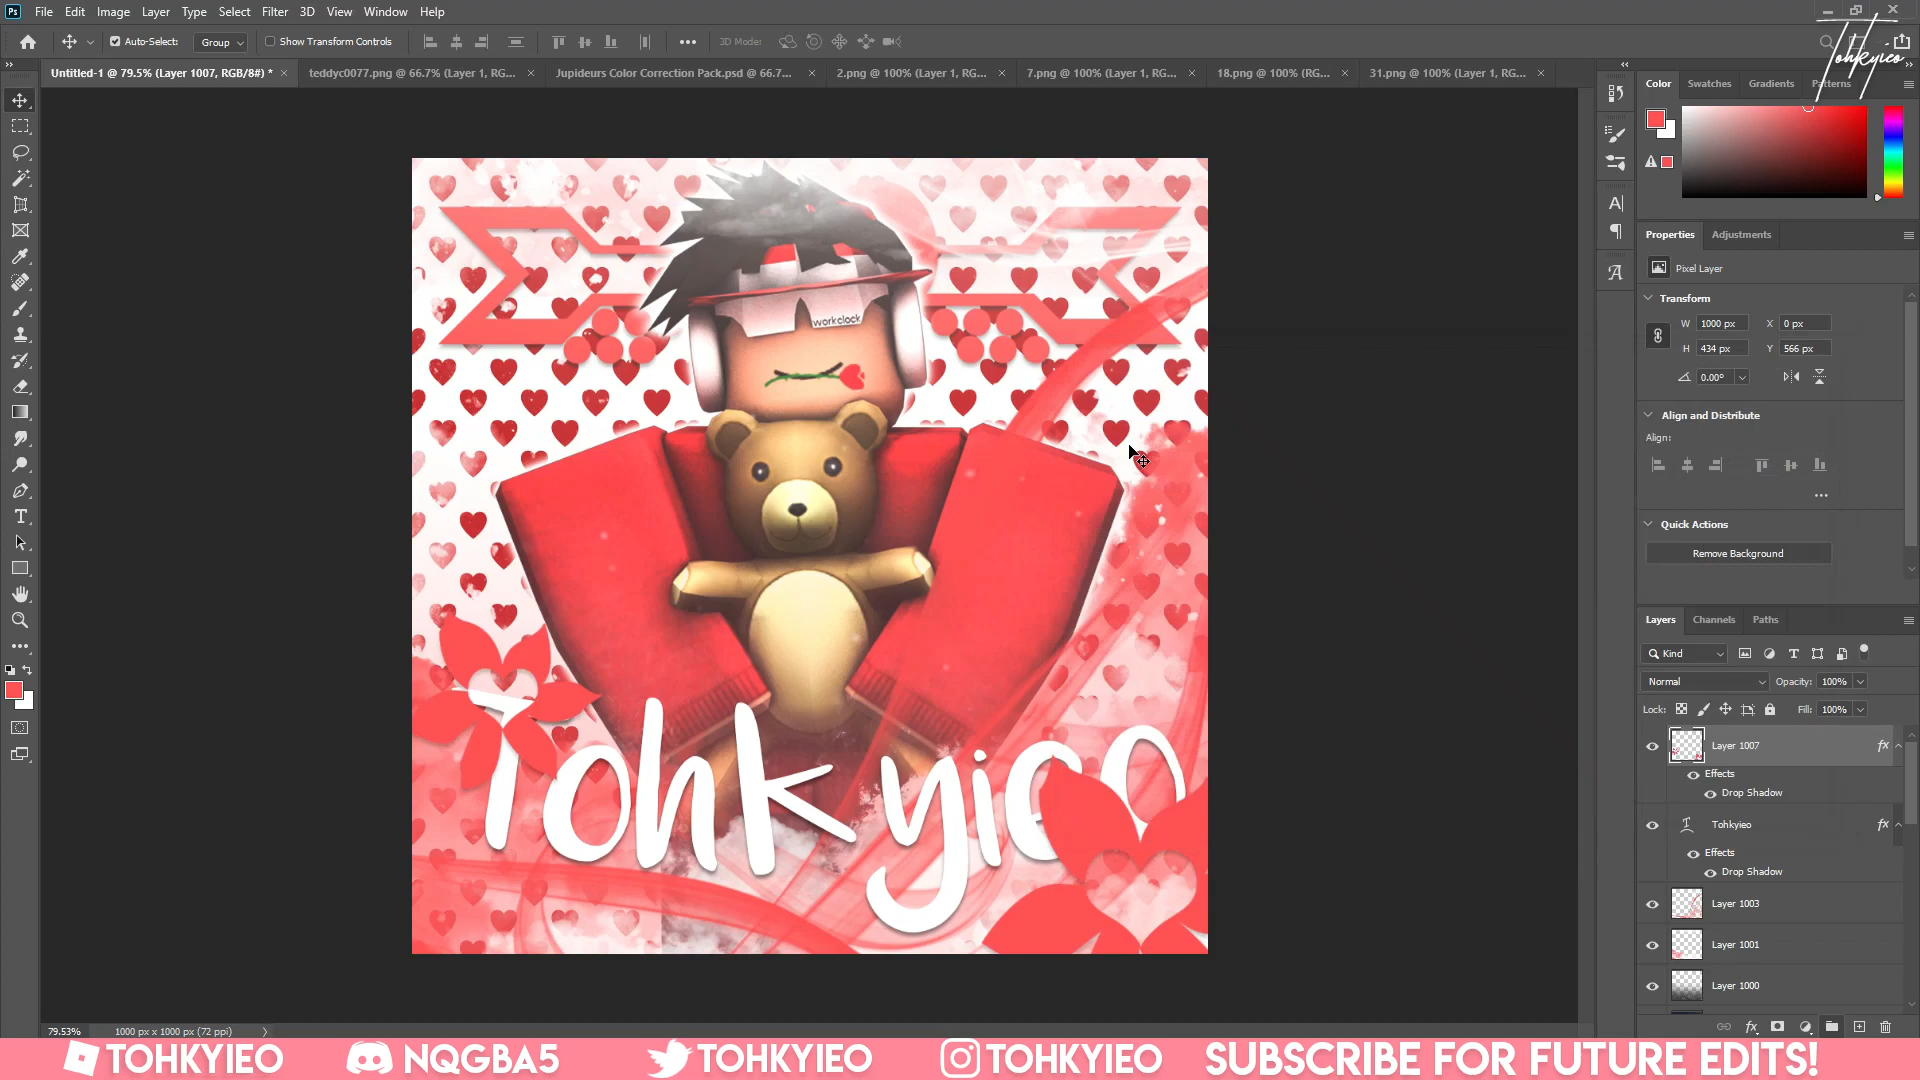 File Edit Image Layer Type Select Filter 3D View Window Help
Auto-Select: Group Show Transform Controls 3D Mode:
Tohkyieo
Untitled-1 @ 79.5% (Layer 1007, RGB/8#) * teddyc0077.png @ 66.7% (Layer 1, RG... Jupideurs Color Correction Pack.psd @ 66.7... 2.png @ 100% (Layer 1, RG... 7.png @ 100% (Layer 1, RG... 18.png @ 100% (RG... 31.png @ 100% (Layer 1, RG...
Color Swatches Gradients Patterns
Properties Adjustments
Pixel Layer
Transform
W 1000 px X 0 px
H 434 px Y 566 px
0.00°
Align and Distribute
Align:
Quick Actions
Remove Background
Layers Channels Paths
Kind
Normal Opacity: 100%
Lock: Fill: 100%
Layer 1007 fx
Effects
Drop Shadow
Tohkyieo fx
Effects
Drop Shadow
Layer 1003
Layer 1001
Layer 1000
workclock
Tohkyieo
79.53% 1000 px x 1000 px (72 ppi)
TOHKYIEO NQGBA5 TOHKYIEO TOHKYIEO SUBSCRIBE FOR FUTURE EDITS!